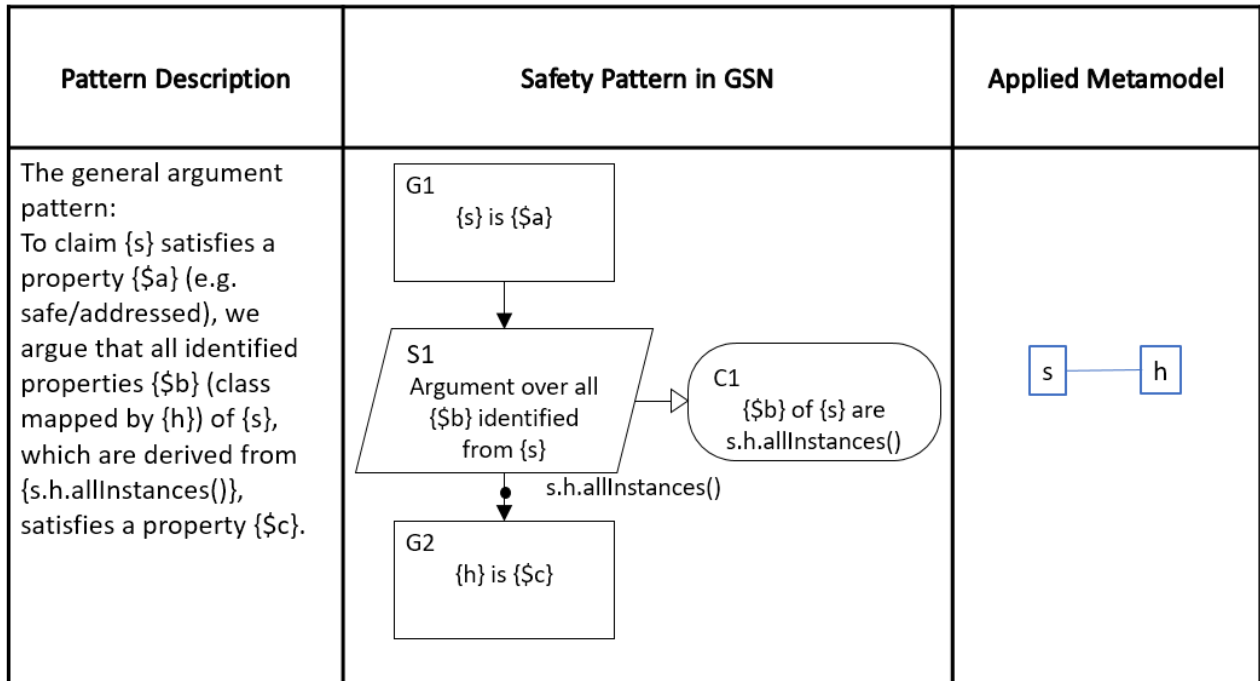 Pattern Description
Safety Pattern in GSN
Applied Metamodel
The general argument
pattern:
To claim {s} satisfies a
property {$a} (e.g.
safe/addressed), we
argue that all identified
properties {$b} (class
mapped by {h}) of {s},
which are derived from
{s.h.allInstances()},
satisfies a property {$c}.
G1
{s} is {$a}
S1
Argument over all
{$b} identified
from {s}
C1
{$b} of {s} are
s.h.allInstances()
s.h.allInstances()
G2
{h} is {$c}
s
h